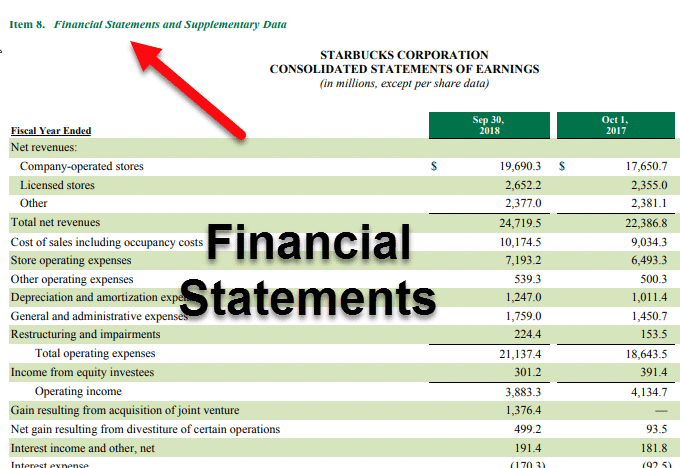 Item 8. Financial Statements and Supplementary Data
STARBUCKS CORPORATION
CONSOLIDATED STATEMENTS OF EARNINGS
(in millions, except per share data)
Fiscal Year Ended Sep 30, 2018 Oct 1, 2017
Net revenues:
Company-operated stores $ 19,690.3 $ 17,650.7
Licensed stores 2,652.2 2,355.0
Other 2,377.0 2,381.1
Total net revenues 24,719.5 22,386.8
Cost of sales including occupancy costs 10,174.5 9,034.3
Store operating expenses 7,193.2 6,493.3
Other operating expenses 539.3 500.3
Depreciation and amortization 1,247.0 1,011.4
General and administrative expenses 1,759.0 1,450.7
Restructuring and impairments 224.4 153.5
Total operating expenses 21,137.4 18,643.5
Income from equity investees 301.2 391.4
Operating income 3,883.3 4,134.7
Gain resulting from acquisition of joint venture 1,376.4 —
Net gain resulting from divestiture of certain operations 499.2 93.5
Interest income and other, net 191.4 181.8
Interest expense (170.3) (92.5)
Financial
Statements